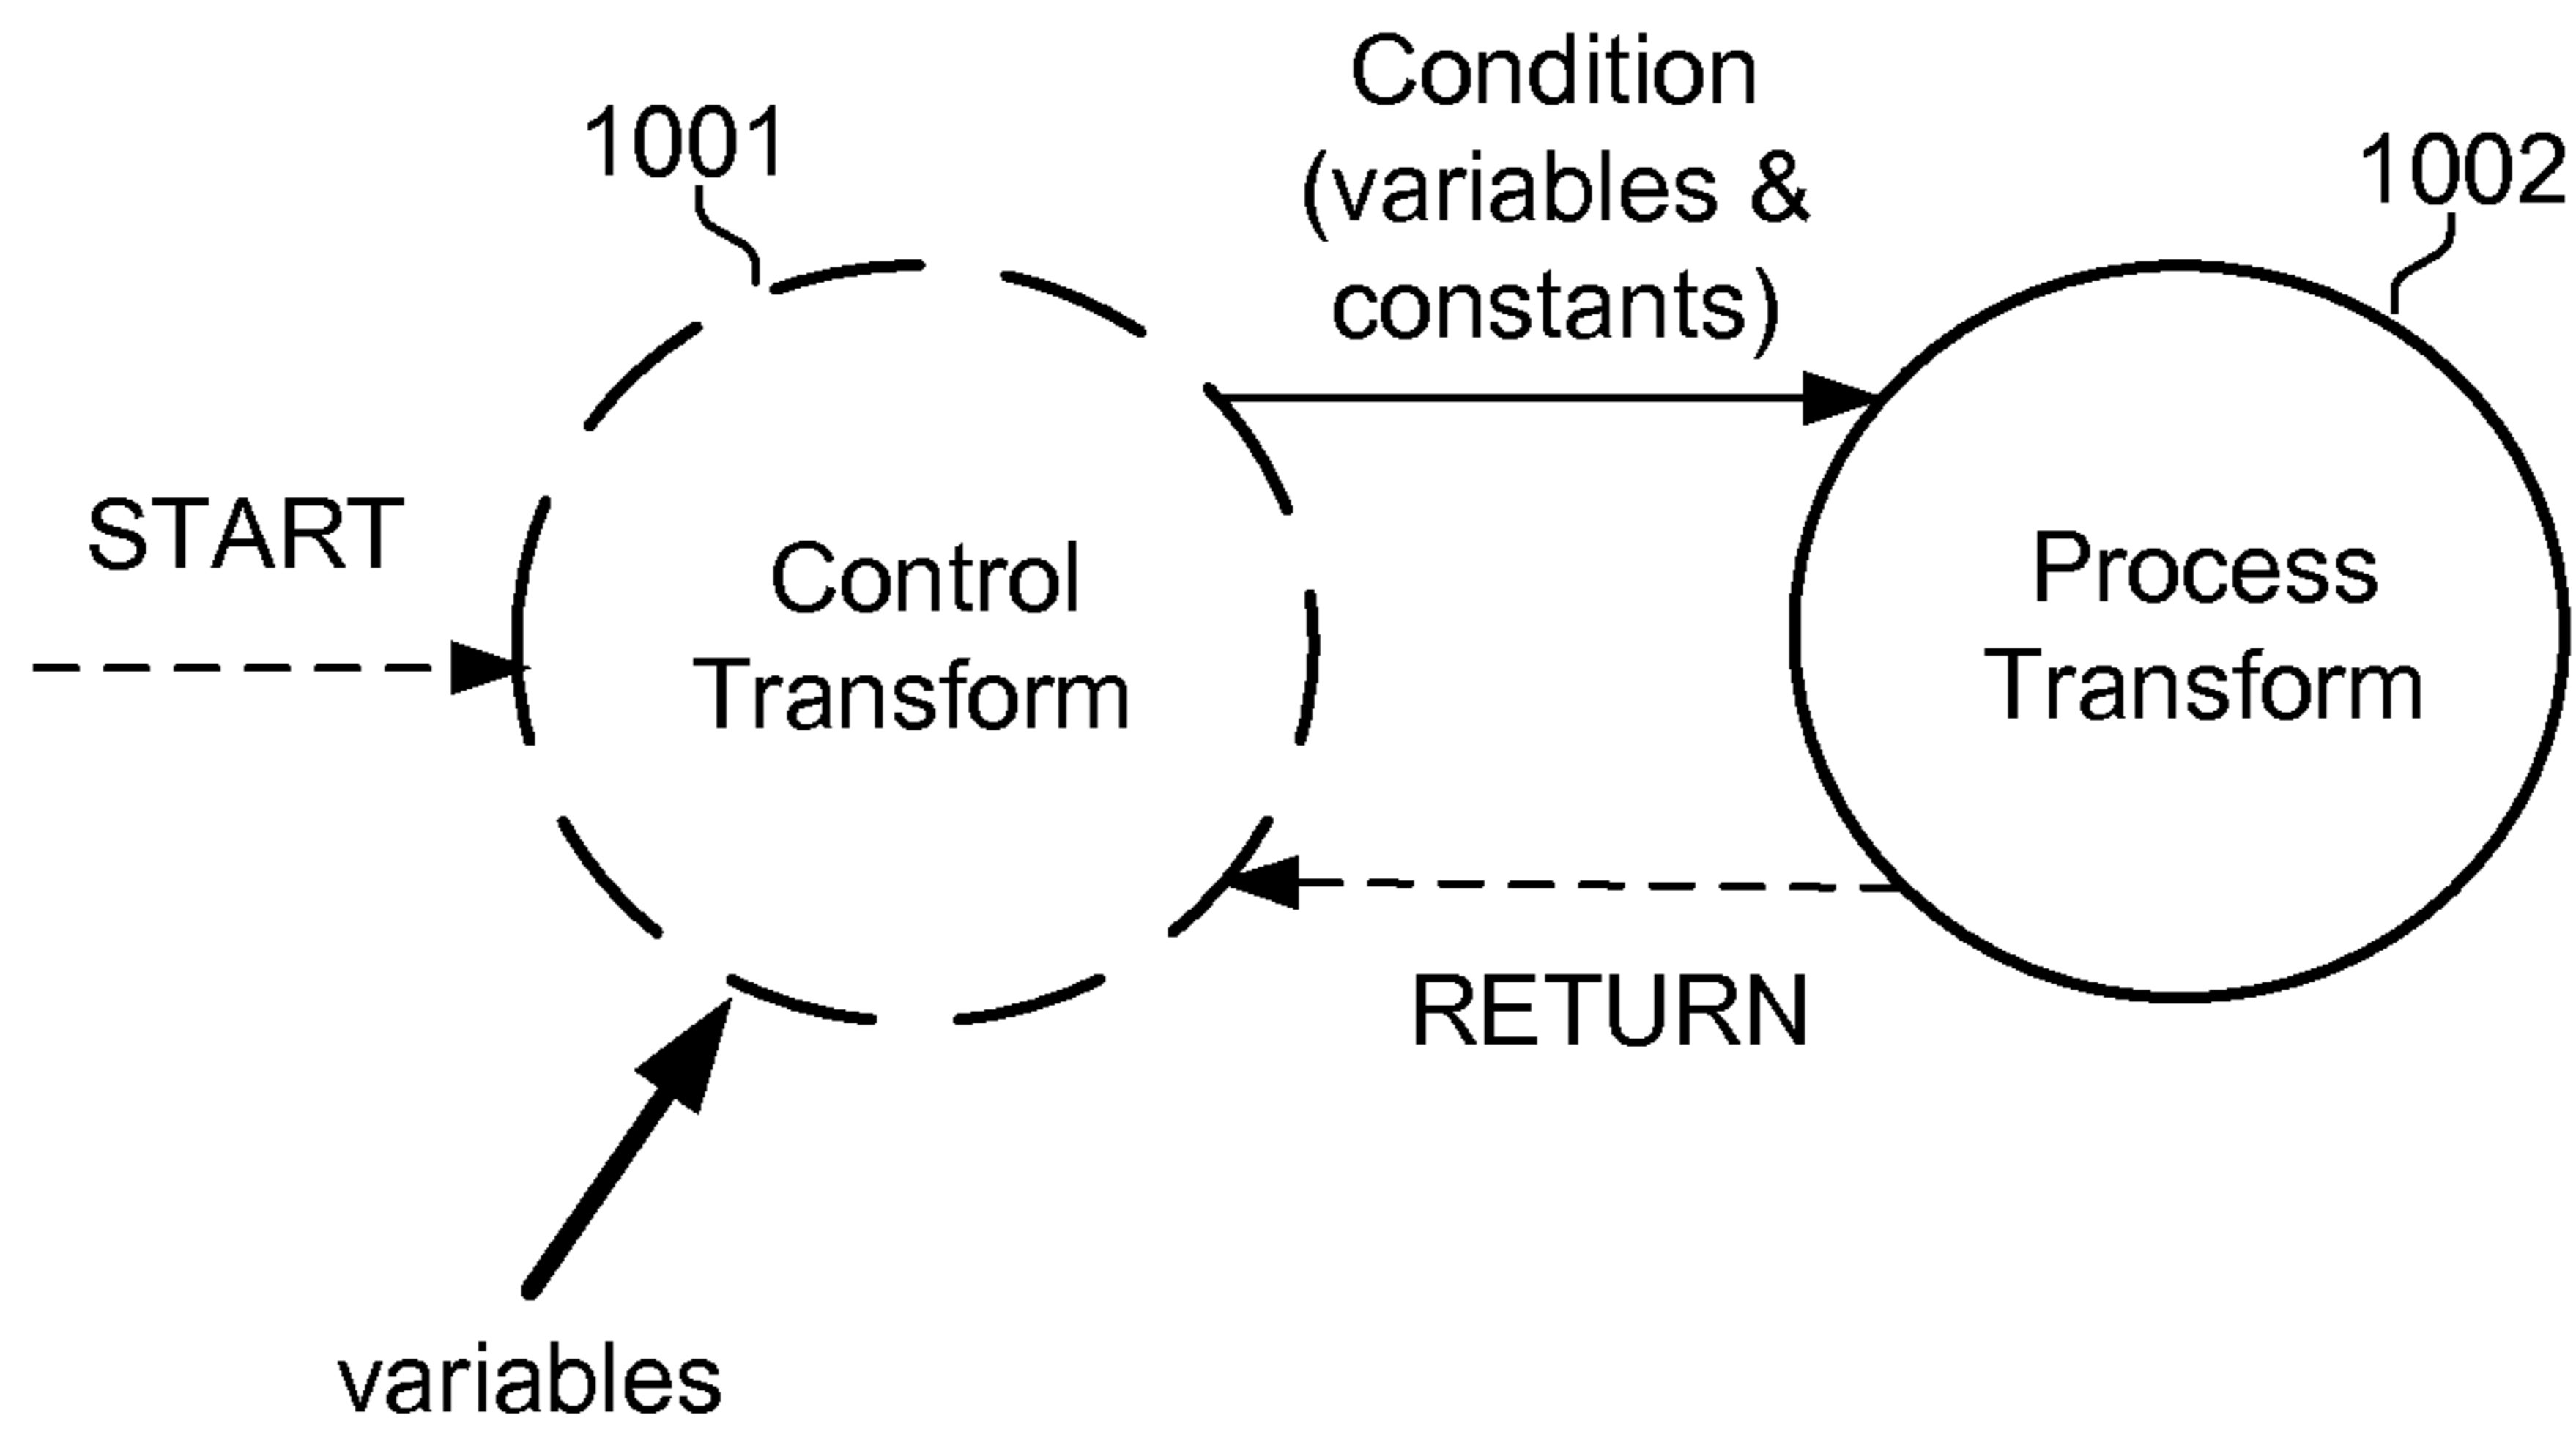 Condition
(variables &
constants)
1001
1002
START
Control
Transform
Process
Transform
RETURN
variables